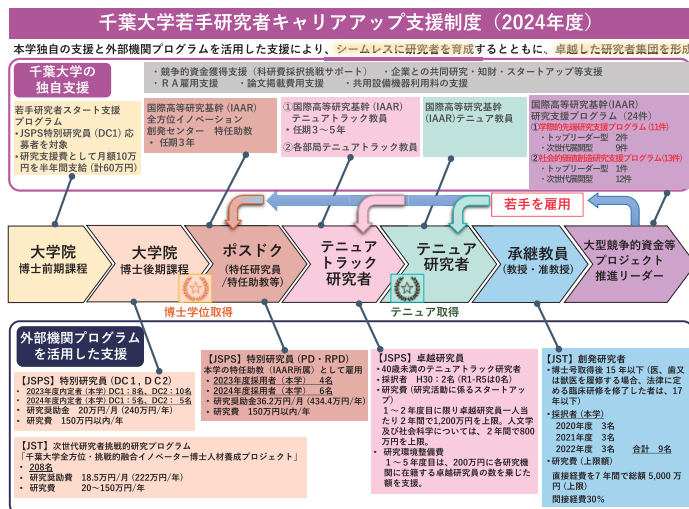 千葉大学若手研究者キャリアアップ支援制度（2024年度）
本学独自の支援と外部機関プログラムを活用した支援により、シームレスに研究者を育成するとともに、卓越した研究者集団を形成
千葉大学の
独自支援
・競争的資金獲得支援（科研費採択挑戦サポート）　・企業との共同研究・知財・スタートアップ等支援
・ＲＡ雇用支援　・論文掲載費用支援　・共用設備機器利用料の支援
若手研究者スタート支援
プログラム
•JSPS特別研究員（DC1）応
募者を対象
•研究支援費として月額10万
円を半年間支給（計60万円）
国際高等研究基幹（IAAR）
全方位イノベーション
創発センター　特任助教
• 任期３年
①国際高等研究基幹（IAAR）
テニュアトラック教員
• 任期３～５年
②各部局テニュアトラック教員
国際高等研究基幹
(IAAR)テニュア教員
国際高等研究基幹（IAAR）
研究支援プログラム（24件）
①学際的先端研究支援プログラム（11件）
・トップリーダー型　2件
・次世代展開型　9件
②社会的価値創造研究支援プログラム（13件）
・トップリーダー型　1件
・次世代展開型　12件
若手を雇用
大学院
博士前期課程
大学院
博士後期課程
ポスドク
（特任研究員
/特任助教等）
テニュア
トラック
研究者
テニュア
研究者
承継教員
（教授・准教授）
大型競争的資金等
プロジェクト
推進リーダー
博士学位取得
テニュア取得
外部機関プログラム
を活用した支援
【JSPS】特別研究員（DC１,ＤＣ２）
• 2023年度内定者（本学）DC1：8名、DC2：10名
• 2024年度内定者（本学）DC1：5名、DC2：　5名
• 研究奨励金　20万円/月（240万円/年）
• 研究費　150万円以内/年
【JST】次世代研究者挑戦的研究プログラム
「千葉大学全方位・挑戦的融合イノベーター博士人材養成プロジェクト」
• 208名
• 研究奨励費　18.5万円/月（222万円/年）
• 研究費　20～150万円/年
【JSPS】特別研究員（PD・RPD）
本学の特任助教（IAAR所属）として雇用
• 2023年度採用者（本学）　4名
• 2024年度採用者（本学）　6名
• 研究奨励金36.2万円/月（434.4万円/年）
• 研究費　150万円以内/年
【JSPS】卓越研究員
•40歳未満のテニュアトラック研究者
•採択者　H30：2名（R1-R5は0名）
•研究費（研究活動に係るスタートアッ
プ）
１～２年度目に限り卓越研究員一人当
たり２年間で1,200万円を上限。人文学
及び社会科学については、２年間で800
万円を上限。
• 研究環境整備費
１～５年度目は、200万円に各研究機
関に在籍する卓越研究員の数を乗じた
額を支援。
【JST】創発研究者
•博士号取得後 15年以下（医、歯又
は獣医を履修する場合、法律に定
める臨床研修を修了した者は、17
年以下）
•採択者（本学）
2020年度　3名
2021年度　3名
2022年度　3名　合計　9名
•研究費（上限額）
直接経費を7年間で総額 5,000万
円（上限）
間接経費30%